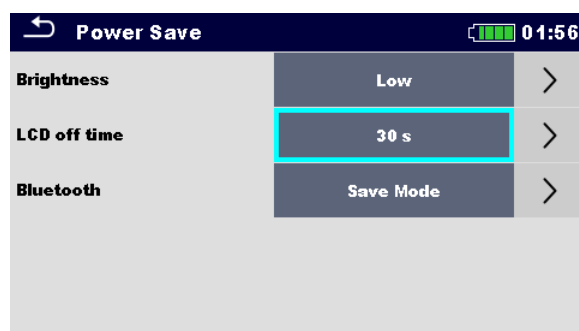 Power Save 01:56
Brightness Low
LCD off time 30 s
Bluetooth Save Mode